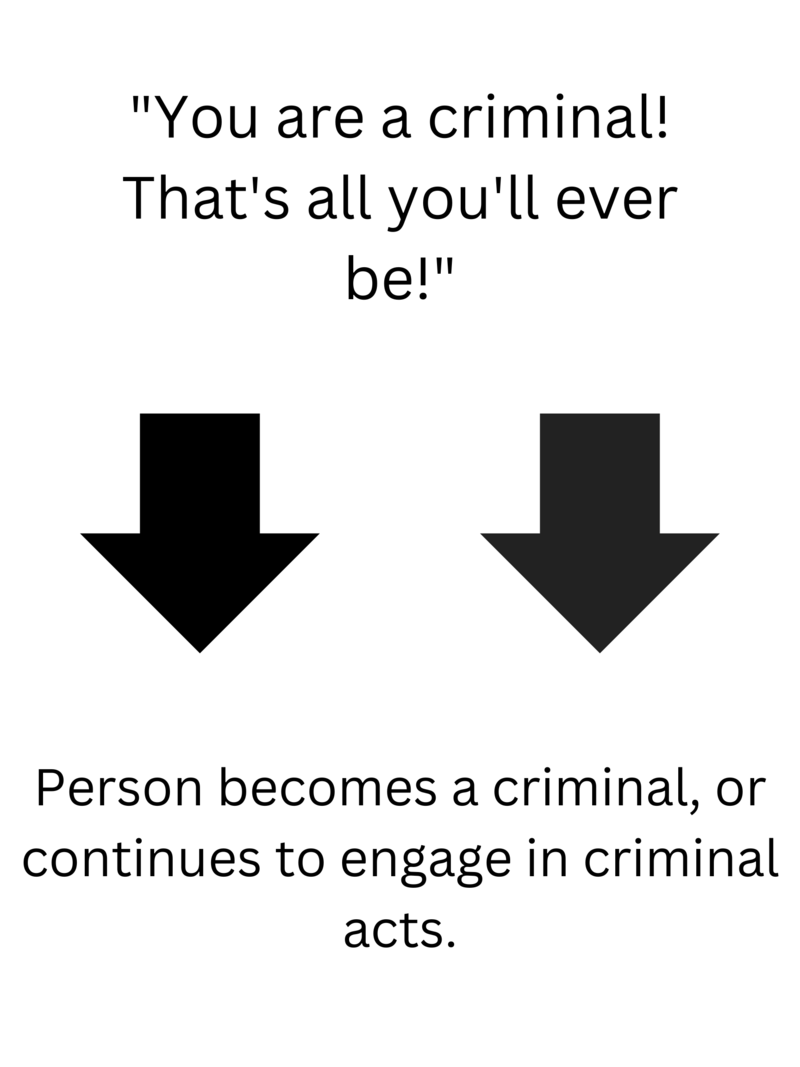 "You are a criminal!
That's all you'll ever
be!"
Person becomes a criminal, or
continues to engage in criminal
acts.